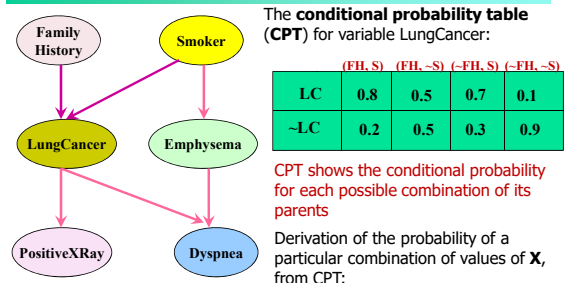 Family
History
Smoker
LungCancer
Emphysema
PositiveXRay
Dyspnea
The conditional probability table
(CPT) for variable LungCancer:
(FH, S) (FH, ~S) (~FH, S) (~FH, ~S)
LC 0.8 0.5 0.7 0.1
~LC 0.2 0.5 0.3 0.9
CPT shows the conditional probability
for each possible combination of its
parents
Derivation of the probability of a
particular combination of values of X,
from CPT: